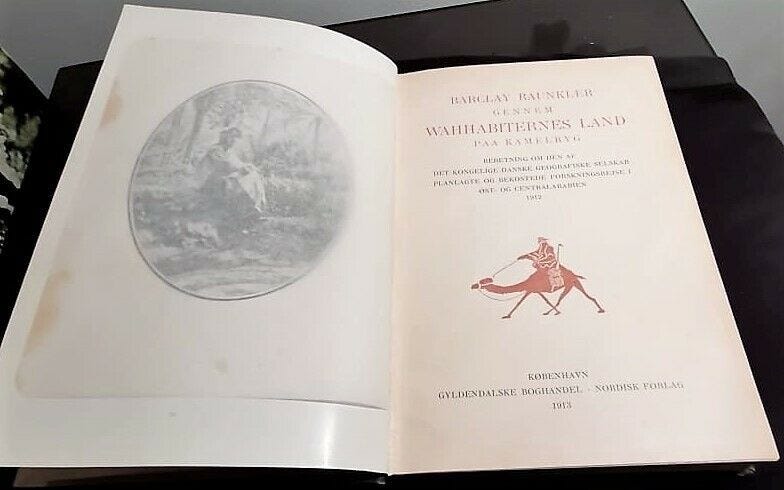 BARCLAY RAUNKIÆR
GENNEM
WAHHABITERNES LAND
PAA KAMELRYG
BERETNING OM DEN AF
DET KONGELIGE DANSKE GEOGRAFISKE SELSKAB
PLANLAGTE OG BEKOSTEDE FORSKNINGSREJSE I
ØST- OG CENTRALARABIEN
1912
KØBENHAVN
GYLDENDALSKE BOGHANDEL · NORDISK FORLAG
1913